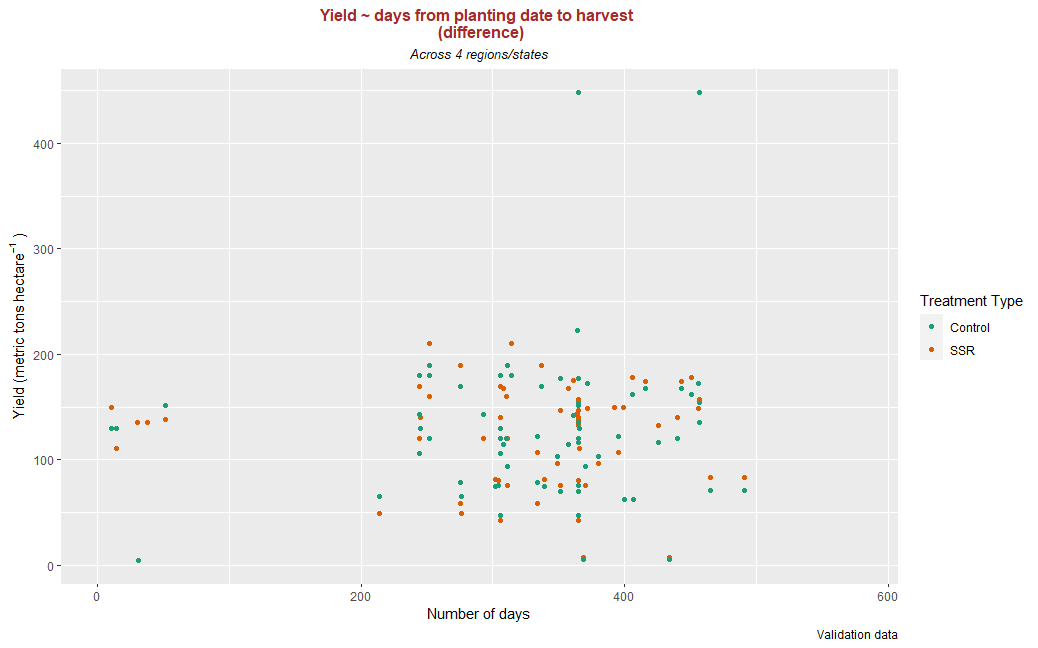 Yield ~ days from planting date to harvest
(difference)
Across 4 regions/states
Yield (metric tons hectare⁻¹ )
400
300
200
100
0
0
200
400
600
Number of days
Treatment Type
Control
SSR
Validation data